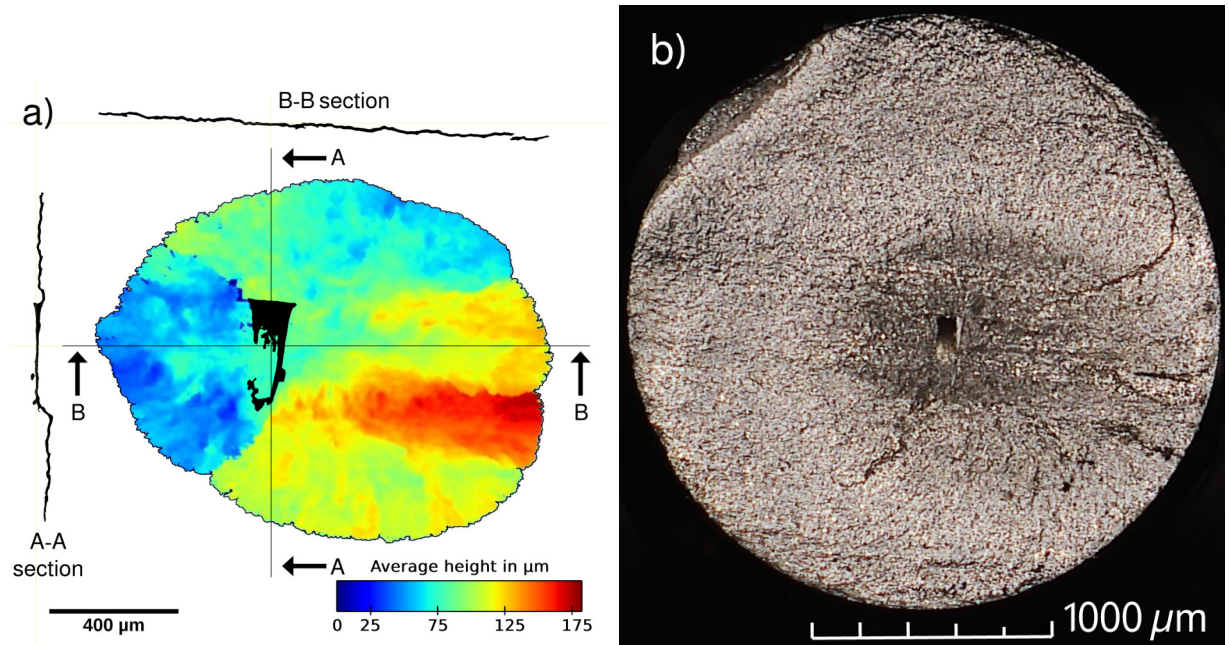 a)
B-B section
A
B
B
A-A
section
A
Average height in µm
0 25 75 125 175
400 µm
b)
1000 µm